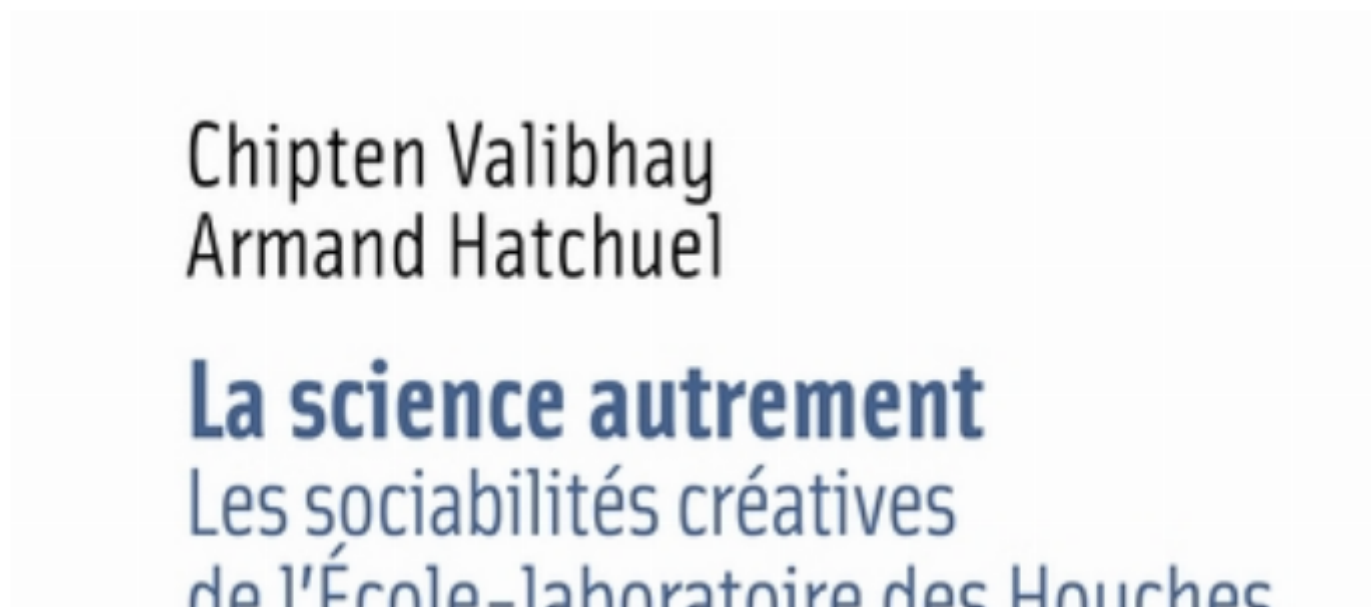 Chipten Valibhay
Armand Hatchuel
La science autrement
Les sociabilités créatives
de l'École-laboratoire des Houches